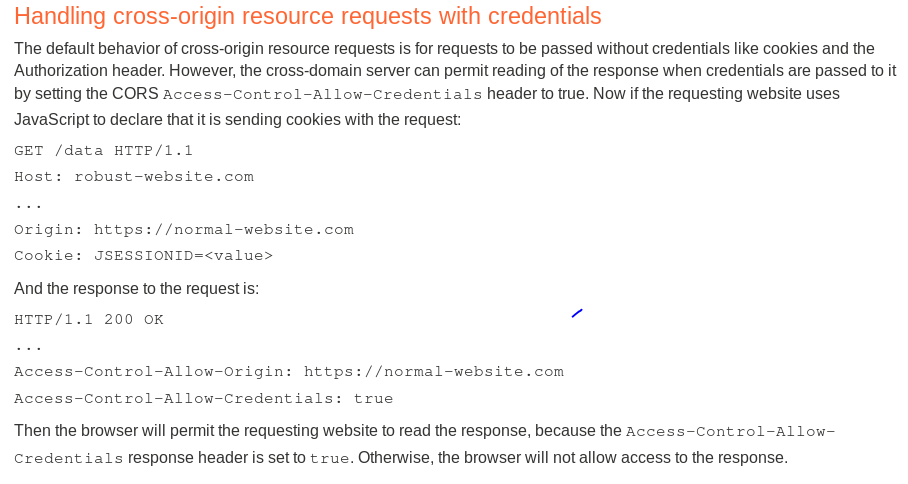 Handling cross-origin resource requests with credentials
The default behavior of cross-origin resource requests is for requests to be passed without credentials like cookies and the
Authorization header. However, the cross-domain server can permit reading of the response when credentials are passed to it
by setting the CORS Access-Control-Allow-Credentials header to true. Now if the requesting website uses
JavaScript to declare that it is sending cookies with the request:
GET /data HTTP/1.1
Host: robust-website.com
...
Origin: https://normal-website.com
Cookie: JSESSIONID=<value>
And the response to the request is:
HTTP/1.1 200 OK
...
Access-Control-Allow-Origin: https://normal-website.com
Access-Control-Allow-Credentials: true
Then the browser will permit the requesting website to read the response, because the Access-Control-Allow-
Credentials response header is set to true. Otherwise, the browser will not allow access to the response.